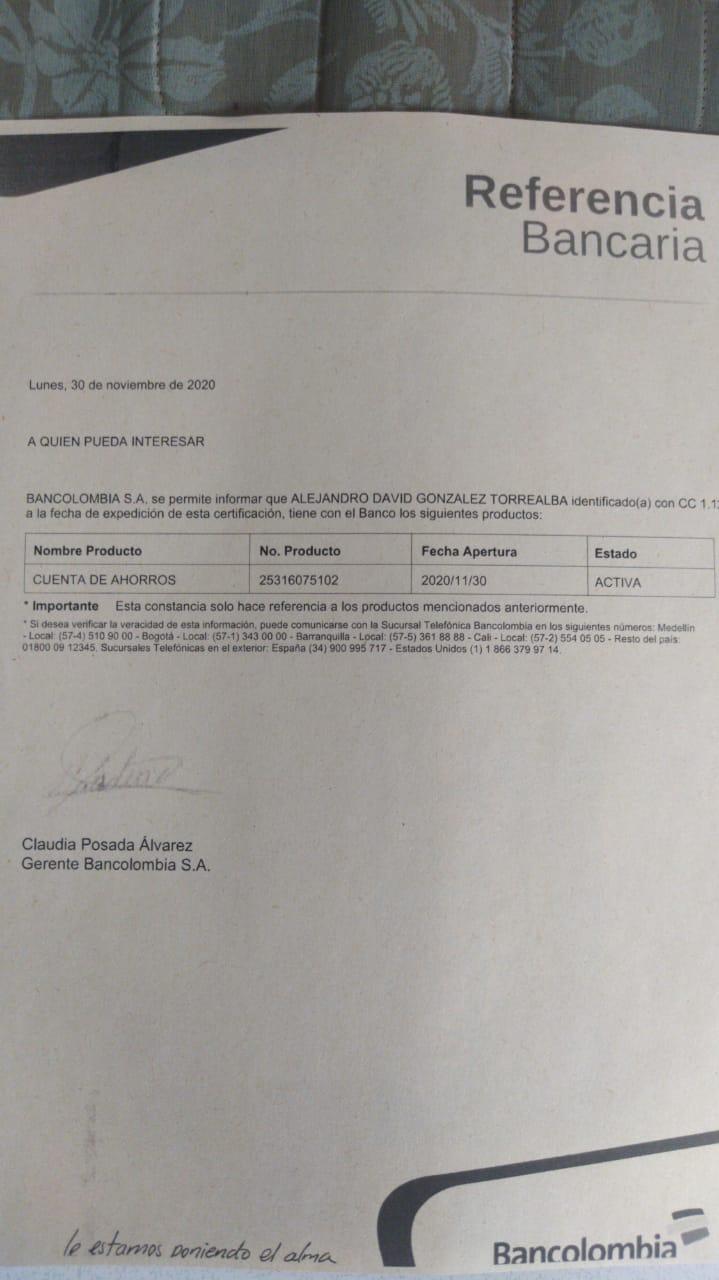 Referencia
Bancaria
Lunes, 30 de noviembre de 2020
A QUIEN PUEDA INTERESAR
BANCOLOMBIA S.A. se permite informar que ALEJANDRO DAVID GONZALEZ TORREALBA identificado(a) con CC 1.1
a la fecha de expedición de esta certificación, tiene con el Banco los siguientes productos:
Nombre Producto No. Producto Fecha Apertura Estado
CUENTA DE AHORROS 25316075102 2020/11/30 ACTIVA
* Importante Esta constancia solo hace referencia a los productos mencionados anteriormente.
* Si desea verificar la veracidad de esta información, puede comunicarse con la Sucursal Telefónica Bancolombia en los siguientes números: Medellín
- Local: (57-4) 510 90 00 - Bogotá - Local: (57-1) 343 00 00 - Barranquilla - Local: (57-5) 361 88 88 - Cali - Local: (57-2) 554 05 05 - Resto del país:
01800 09 12345. Sucursales Telefónicas en el exterior: España (34) 900 995 717 - Estados Unidos (1) 1 866 379 97 14.
Claudia Posada Álvarez
Gerente Bancolombia S.A.
le estamos poniendo el alma
Bancolombia